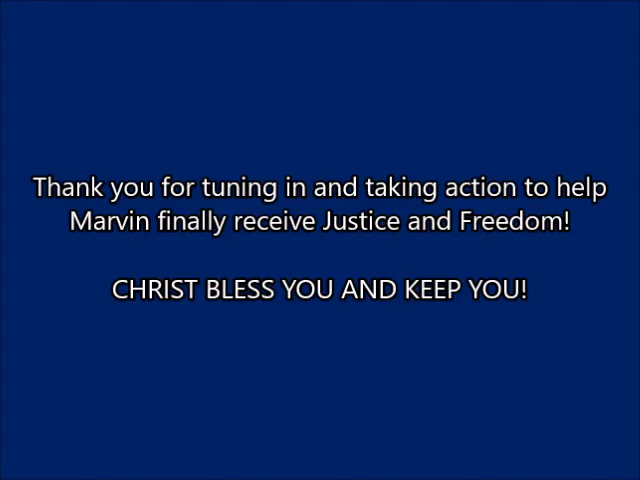 Thank you for tuning in and taking action to help
Marvin finally receive Justice and Freedom!
CHRIST BLESS YOU AND KEEP YOU!